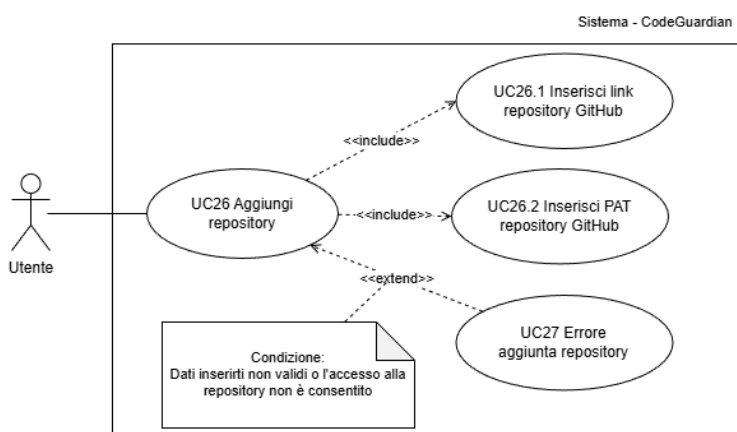 Sistema - CodeGuardian
UC26.1 Inserisci link
repository GitHub
<<include>>
UC26 Aggiungi
repository
<<include>>
UC26.2 Inserisci PAT
repository GitHub
Utente
<<extend>>
UC27 Errore
aggiunta repository
Condizione:
Dati inserirti non validi o l'accesso alla
repository non è consentito